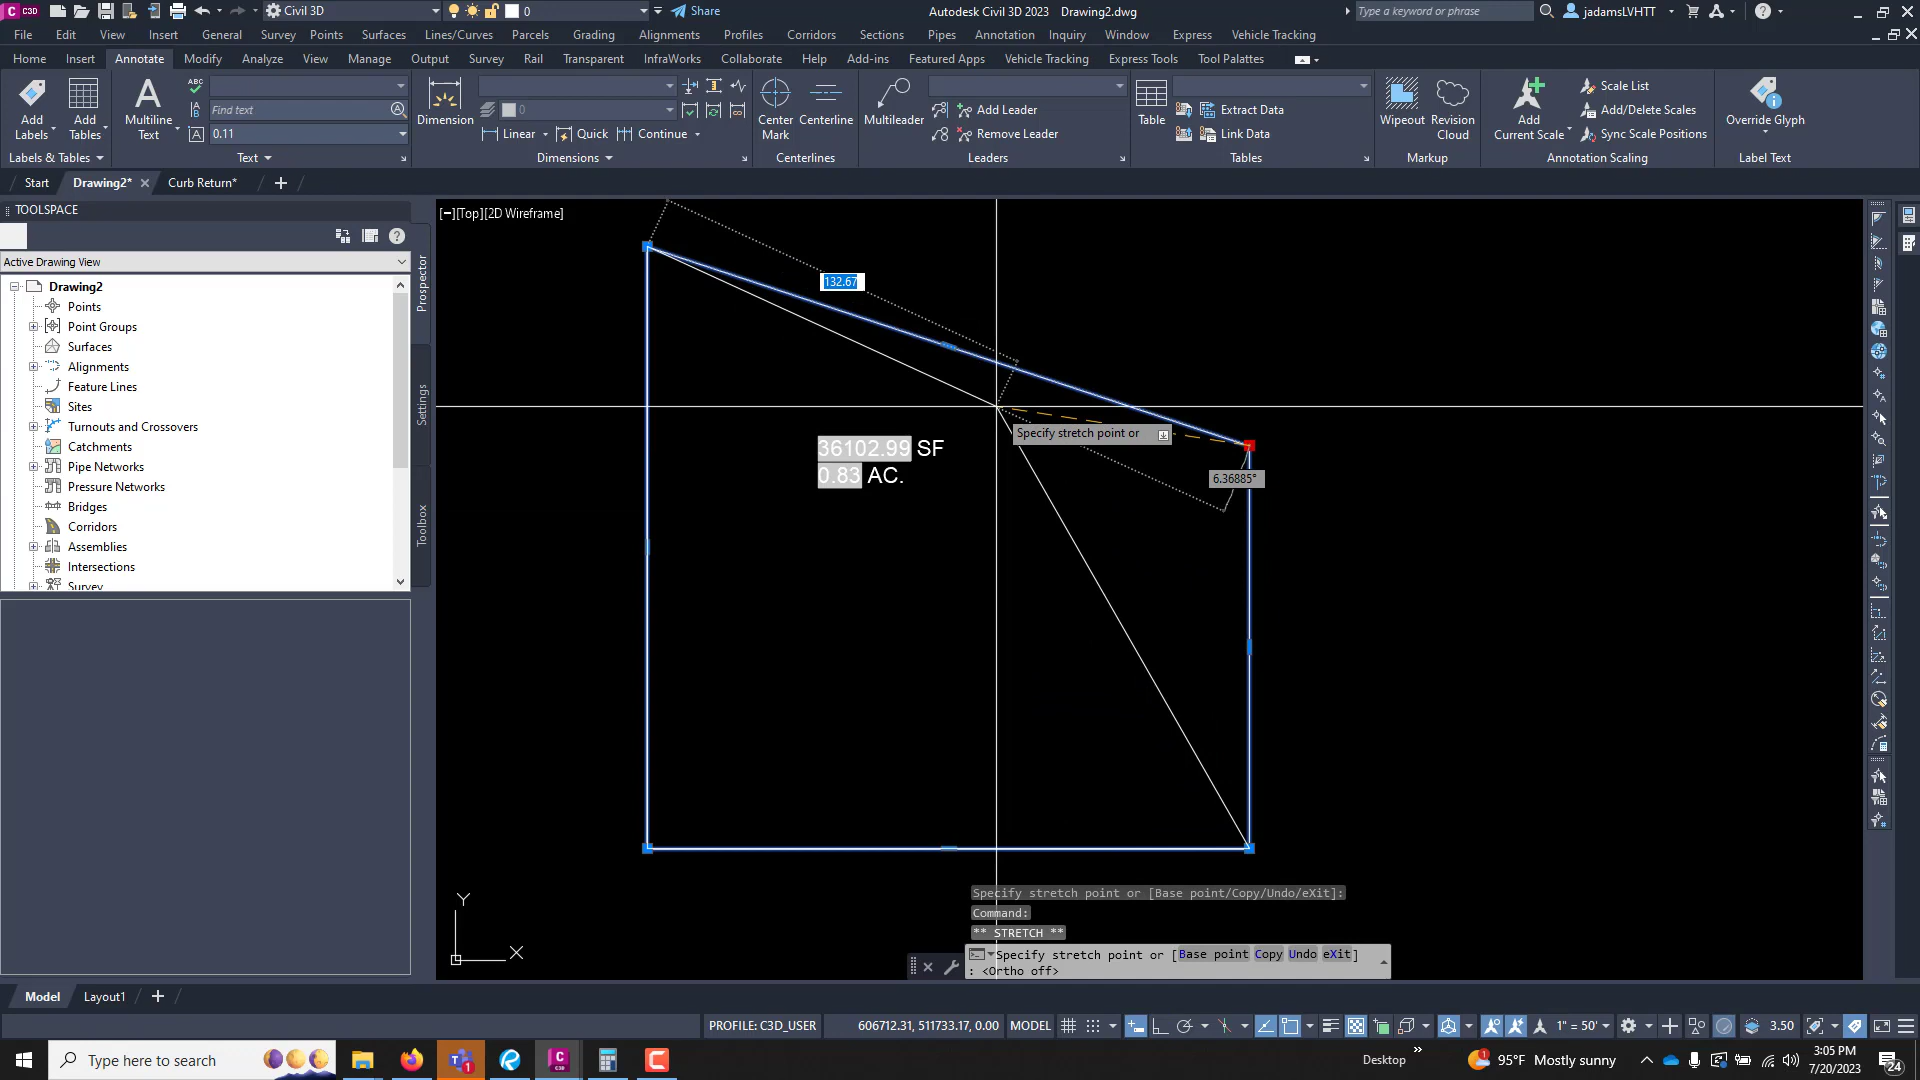 C3D Civil 3D 0 Share Autodesk Civil 3D 2023 Drawing2.dwg Type a keyword or phrase jadamsLVHTT
File Edit View Insert General Survey Points Surfaces Lines/Curves Parcels Grading Alignments Profiles Corridors Sections Pipes Annotation Inquiry Window Express Vehicle Tracking
Home Insert Annotate Modify Analyze View Manage Output Survey Rail Transparent InfraWorks Collaborate Help Add-ins Featured Apps Vehicle Tracking Express Tools Tool Palettes
Add Labels
Add Tables
Labels & Tables
Multiline Text
ABC
Find text
0.11
Text
Dimension
0
Linear Quick Continue
Dimensions
Center Mark
Centerline
Centerlines
Multileader
Add Leader
Remove Leader
Leaders
Table
Extract Data
Link Data
Tables
Wipeout
Revision Cloud
Markup
Add Current Scale
Scale List
Add/Delete Scales
Sync Scale Positions
Annotation Scaling
Override Glyph
Label Text
Start Drawing2* Curb Return*
TOOLSPACE
Active Drawing View
Drawing2
Points
Point Groups
Surfaces
Alignments
Feature Lines
Sites
Turnouts and Crossovers
Catchments
Pipe Networks
Pressure Networks
Bridges
Corridors
Assemblies
Intersections
Survey
Prospector
Settings
Toolbox
[−][Top][2D Wireframe]
132.67
Specify stretch point or
6.36885°
36102.99 SF
0.83 AC.
Y
X
Specify stretch point or [Base point/Copy/Undo/eXit]:
Command:
** STRETCH **
Specify stretch point or [Base point Copy Undo eXit]
: <Ortho off>
Model Layout1
PROFILE: C3D_USER 606712.31, 511733.17, 0.00 MODEL 1" = 50' 3.50
Type here to search
1
C3D
Desktop
1
95°F Mostly sunny
3:05 PM
7/20/2023
24